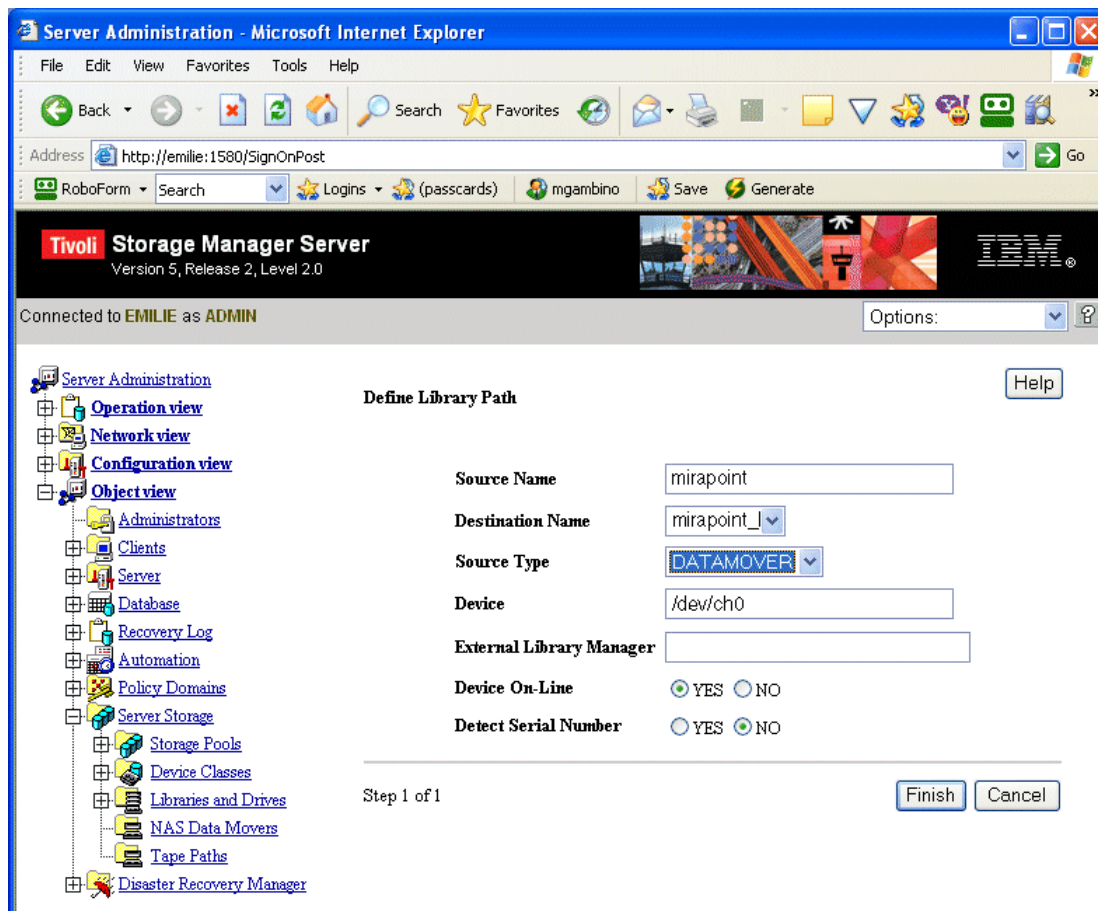 Server Administration - Microsoft Internet Explorer
File Edit View Favorites Tools Help
Back Search Favorites
Address http://emilie:1580/SignOnPost Go
RoboForm Search Logins (passcards) mgambino Save Generate
Tivoli Storage Manager Server
Version 5, Release 2, Level 2.0
IBM®
Connected to EMILIE as ADMIN
Options:
Server Administration
Operation view
Network view
Configuration view
Object view
Administrators
Clients
Server
Database
Recovery Log
Automation
Policy Domains
Server Storage
Storage Pools
Device Classes
Libraries and Drives
NAS Data Movers
Tape Paths
Disaster Recovery Manager
Help
Define Library Path
Source Name mirapoint
Destination Name mirapoint_l
Source Type DATAMOVER
Device /dev/ch0
External Library Manager
Device On-Line YES NO
Detect Serial Number YES NO
Step 1 of 1
Finish Cancel